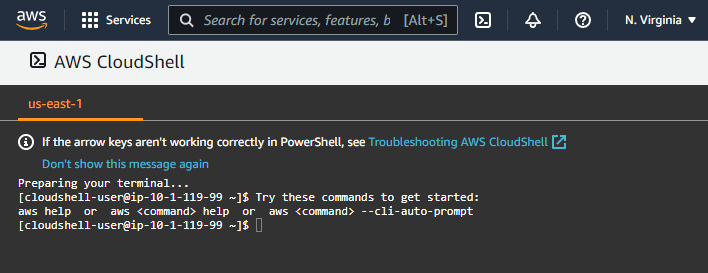 aws Services Search for services, features, b [Alt+S] N. Virginia
AWS CloudShell
us-east-1
If the arrow keys aren't working correctly in PowerShell, see Troubleshooting AWS CloudShell
Don't show this message again
Preparing your terminal...
[cloudshell-user@ip-10-1-119-99 ~]$ Try these commands to get started:
aws help  or  aws <command> help  or  aws <command> --cli-auto-prompt
[cloudshell-user@ip-10-1-119-99 ~]$